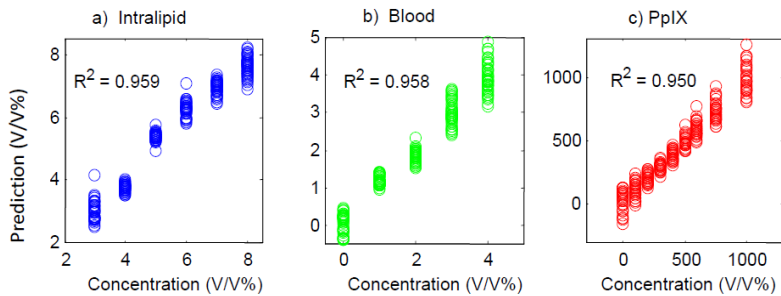 a) Intralipid
b) Blood
c) PpIX
Prediction (V/V%)
8
6
4
2
R² = 0.959
2
4
6
8
Concentration (V/V%)
5
4
3
2
1
0
R² = 0.958
0
2
4
Concentration (V/V%)
1000
500
0
R² = 0.950
0
500
1000
Concentration (V/V%)